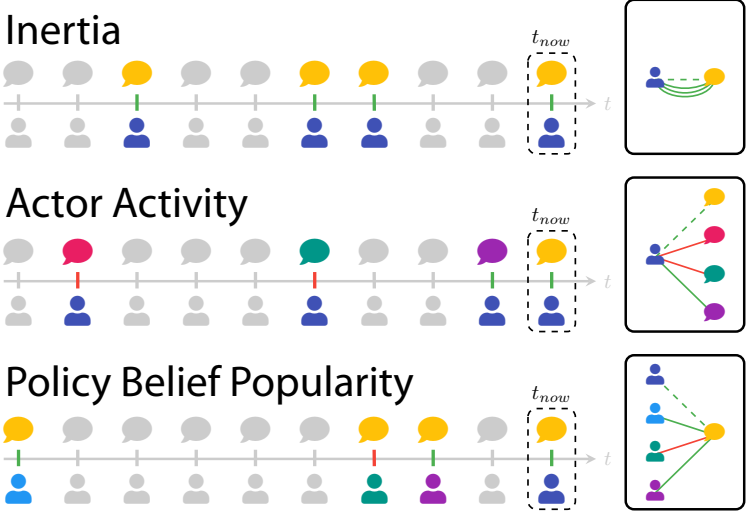 Inertia
t_now
t
Actor Activity
t_now
t
Policy Belief Popularity
t_now
t